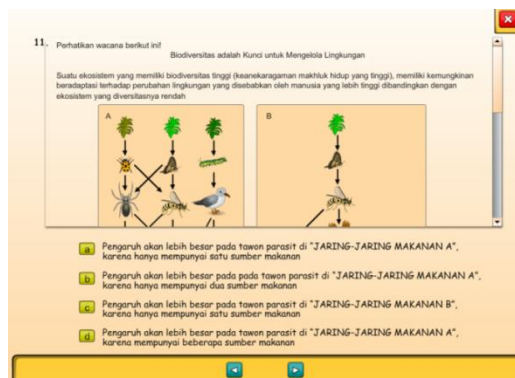 11. Perhatikan wacana berikut ini!
Biodiversitas adalah Kunci untuk Mengelola Lingkungan
Suatu ekosistem yang memiliki biodiversitas tinggi (keanekaragaman makhluk hidup yang tinggi), memiliki kemungkinan
beradaptasi terhadap perubahan lingkungan yang disebabkan oleh manusia yang lebih tinggi dibandingkan dengan
ekosistem yang diversitasnya rendah
A
B
a Pengaruh akan lebih besar pada tawon parasit di "JARING-JARING MAKANAN A",
karena hanya mempunyai satu sumber makanan
b Pengaruh akan lebih besar pada pada tawon parasit di "JARING-JARING MAKANAN A",
karena hanya mempunyai dua sumber makanan
c Pengaruh akan lebih besar pada tawon parasit di "JARING-JARING MAKANAN B",
karena hanya mempunyai satu sumber makanan
d Pengaruh akan lebih besar pada tawon parasit di "JARING-JARING MAKANAN A",
karena mempunyai beberapa sumber makanan